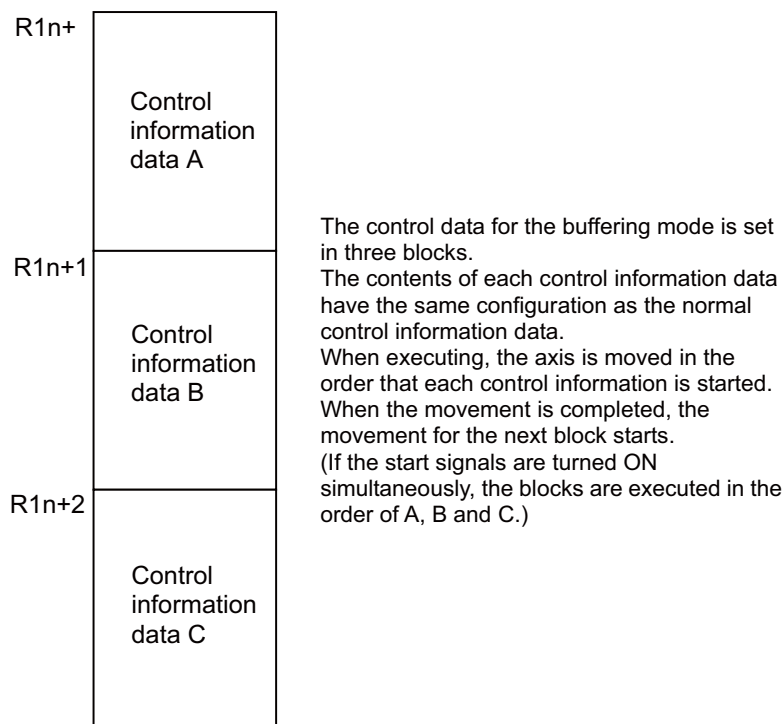 R1n+
Control
information
data A
R1n+1
Control
information
data B
R1n+2
Control
information
data C
The control data for the buffering mode is set
in three blocks.
The contents of each control information data
have the same configuration as the normal
control information data.
When executing, the axis is moved in the
order that each control information is started.
When the movement is completed, the
movement for the next block starts.
(If the start signals are turned ON
simultaneously, the blocks are executed in the
order of A, B and C.)